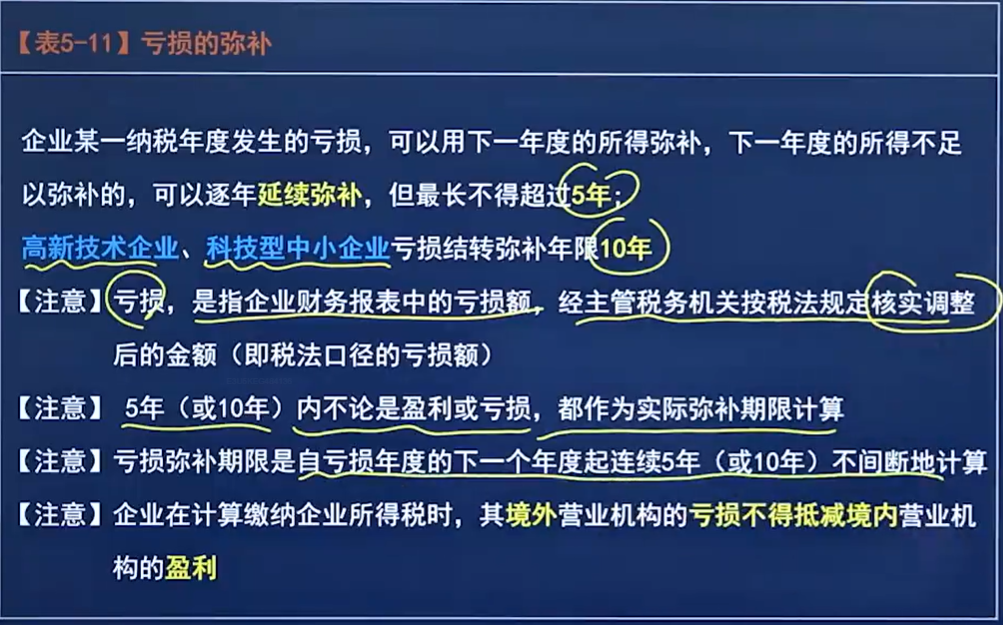 【表5-11】亏损的弥补
企业某一纳税年度发生的亏损，可以用下一年度的所得弥补，下一年度的所得不足
以弥补的，可以逐年延续弥补，但最长不得超过5年；
高新技术企业、科技型中小企业亏损结转弥补年限10年
【注意】亏损，是指企业财务报表中的亏损额，经主管税务机关按税法规定核实调整
后的金额（即税法口径的亏损额）
【注意】 5年（或10年）内不论是盈利或亏损，都作为实际弥补期限计算
【注意】亏损弥补期限是自亏损年度的下一个年度起连续5年（或10年）不间断地计算
【注意】企业在计算缴纳企业所得税时，其境外营业机构的亏损不得抵减境内营业机
构的盈利